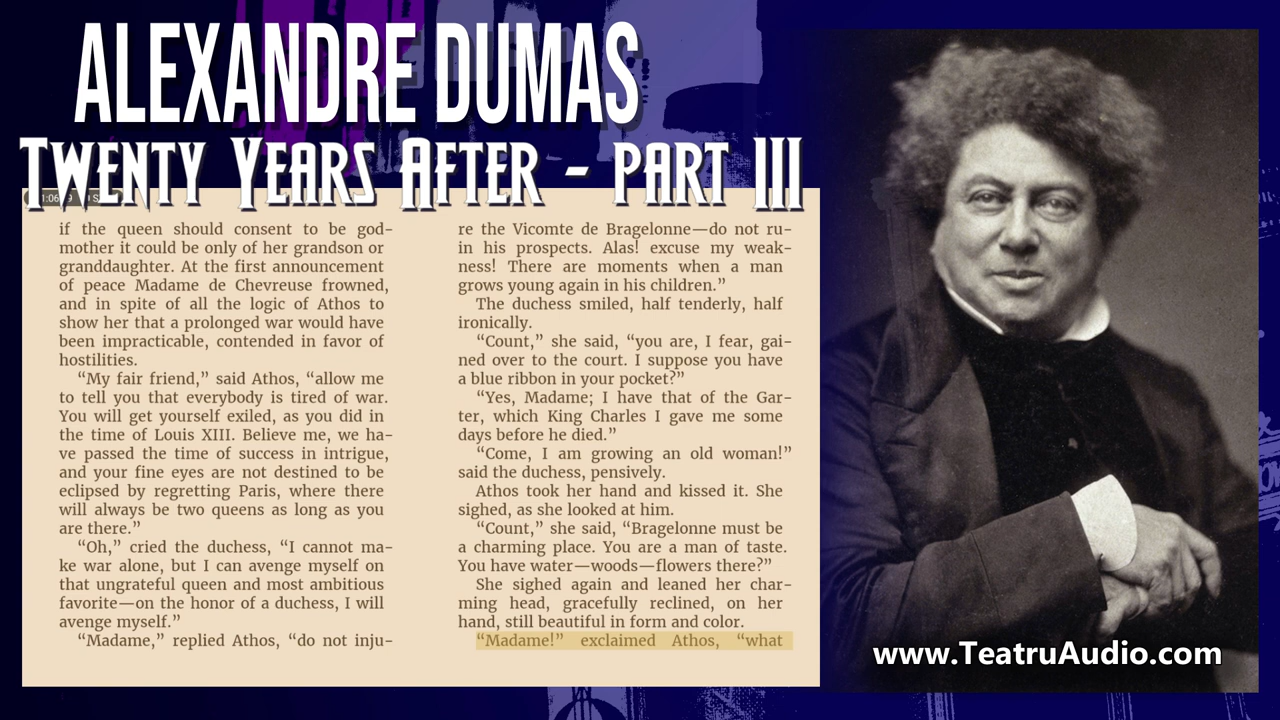 ALEXANDRE DUMAS
TWENTY YEARS AFTER - PART III
if the queen should consent to be god-
mother it could be only of her grandson or
granddaughter. At the first announcement
of peace Madame de Chevreuse frowned,
and in spite of all the logic of Athos to
show her that a prolonged war would have
been impracticable, contended in favor of
hostilities.
“My fair friend,” said Athos, “allow me
to tell you that everybody is tired of war.
You will get yourself exiled, as you did in
the time of Louis XIII. Believe me, we ha-
ve passed the time of success in intrigue,
and your fine eyes are not destined to be
eclipsed by regretting Paris, where there
will always be two queens as long as you
are there.”
“Oh,” cried the duchess, “I cannot ma-
ke war alone, but I can avenge myself on
that ungrateful queen and most ambitious
favorite—on the honor of a duchess, I will
avenge myself.”
“Madame,” replied Athos, “do not inju-
re the Vicomte de Bragelonne—do not ru-
in his prospects. Alas! excuse my weak-
ness! There are moments when a man
grows young again in his children.”
The duchess smiled, half tenderly, half
ironically.
“Count,” she said, “you are, I fear, gai-
ned over to the court. I suppose you have
a blue ribbon in your pocket?”
“Yes, Madame; I have that of the Gar-
ter, which King Charles I gave me some
days before he died.”
“Come, I am growing an old woman!”
said the duchess, pensively.
Athos took her hand and kissed it. She
sighed, as she looked at him.
“Count,” she said, “Bragelonne must be
a charming place. You are a man of taste.
You have water—woods—flowers there?”
She sighed again and leaned her char-
ming head, gracefully reclined, on her
hand, still beautiful in form and color.
“Madame!” exclaimed Athos, “what
www.TeatruAudio.com